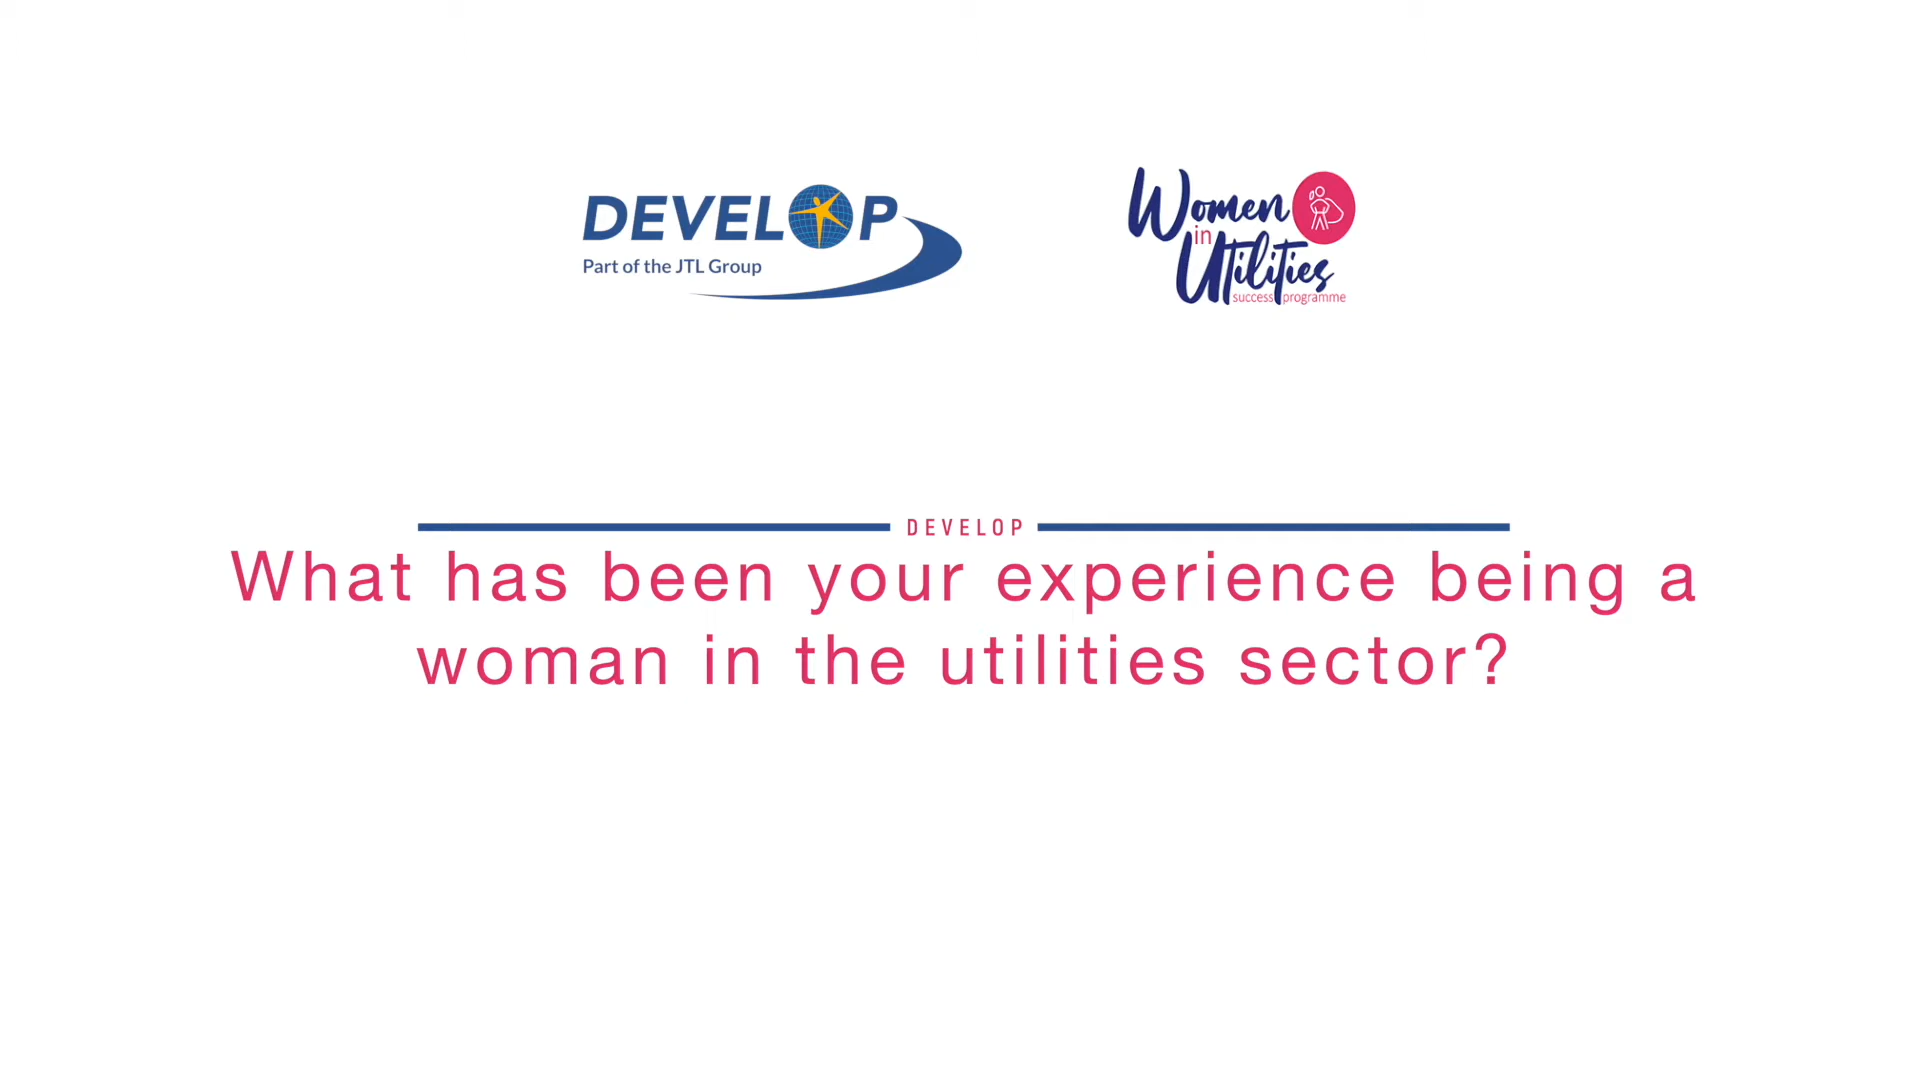 DEVELOP
Part of the JTL Group
Women
in
Utilities
success programme
DEVELOP
What has been your experience being a
woman in the utilities sector?